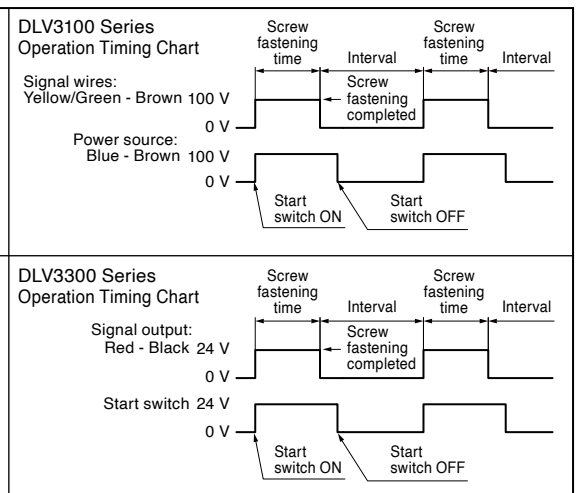 DLV3100 Series
Operation Timing Chart
Screw
fastening
time
Interval
Screw
fastening
time
Interval
Signal wires:
Yellow/Green - Brown 100 V
0 V
Screw
fastening
completed
Power source:
Blue - Brown 100 V
0 V
Start
switch ON
Start
switch OFF
DLV3300 Series
Operation Timing Chart
Screw
fastening
time
Interval
Screw
fastening
time
Interval
Signal output:
Red - Black 24 V
0 V
Screw
fastening
completed
Start switch 24 V
0 V
Start
switch ON
Start
switch OFF